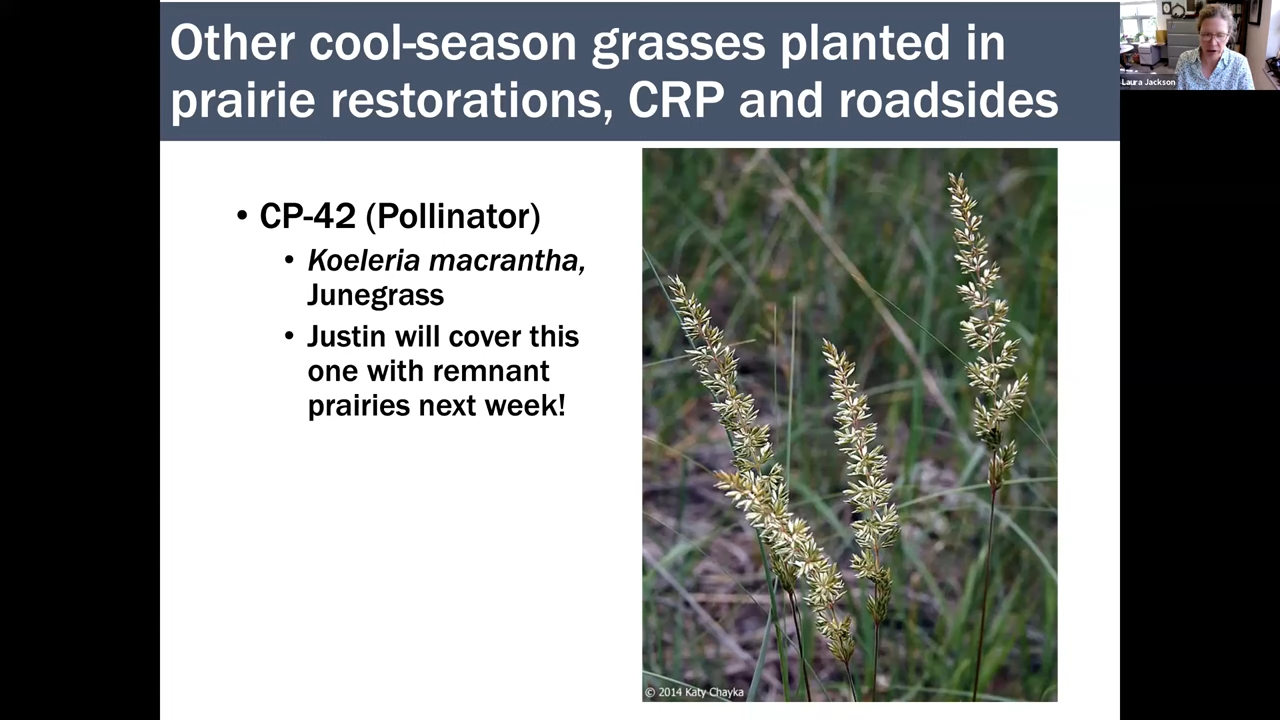 Other cool-season grasses planted in
prairie restorations, CRP and roadsides
Laura Jackson
• CP-42 (Pollinator)
• Koeleria macrantha,
Junegrass
• Justin will cover this
one with remnant
prairies next week!
© 2014 Katy Chayka